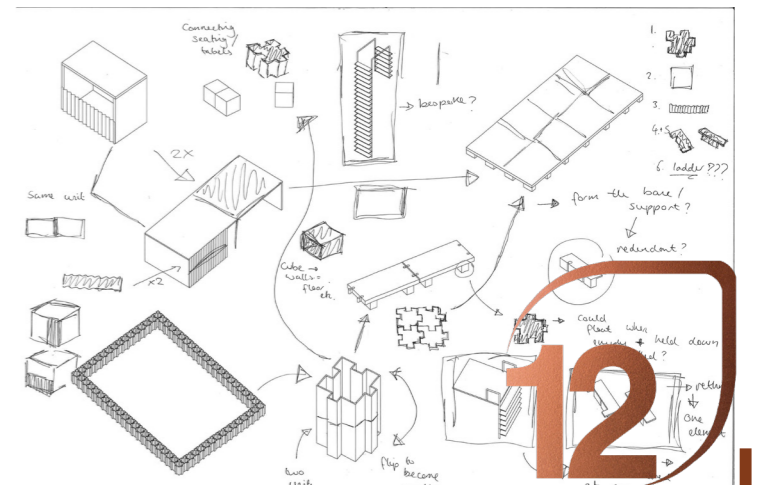 Connecting
seating/
tables
→ bespoke?
1.
2.
3.
4.+5.
6. ladder???
2x
Same unit
x2
form the base/
support?
redundant?
Cube →
walls =
floor
etc.
Could
float when
empty + held down
one
element
two
unit
flip to
become
12